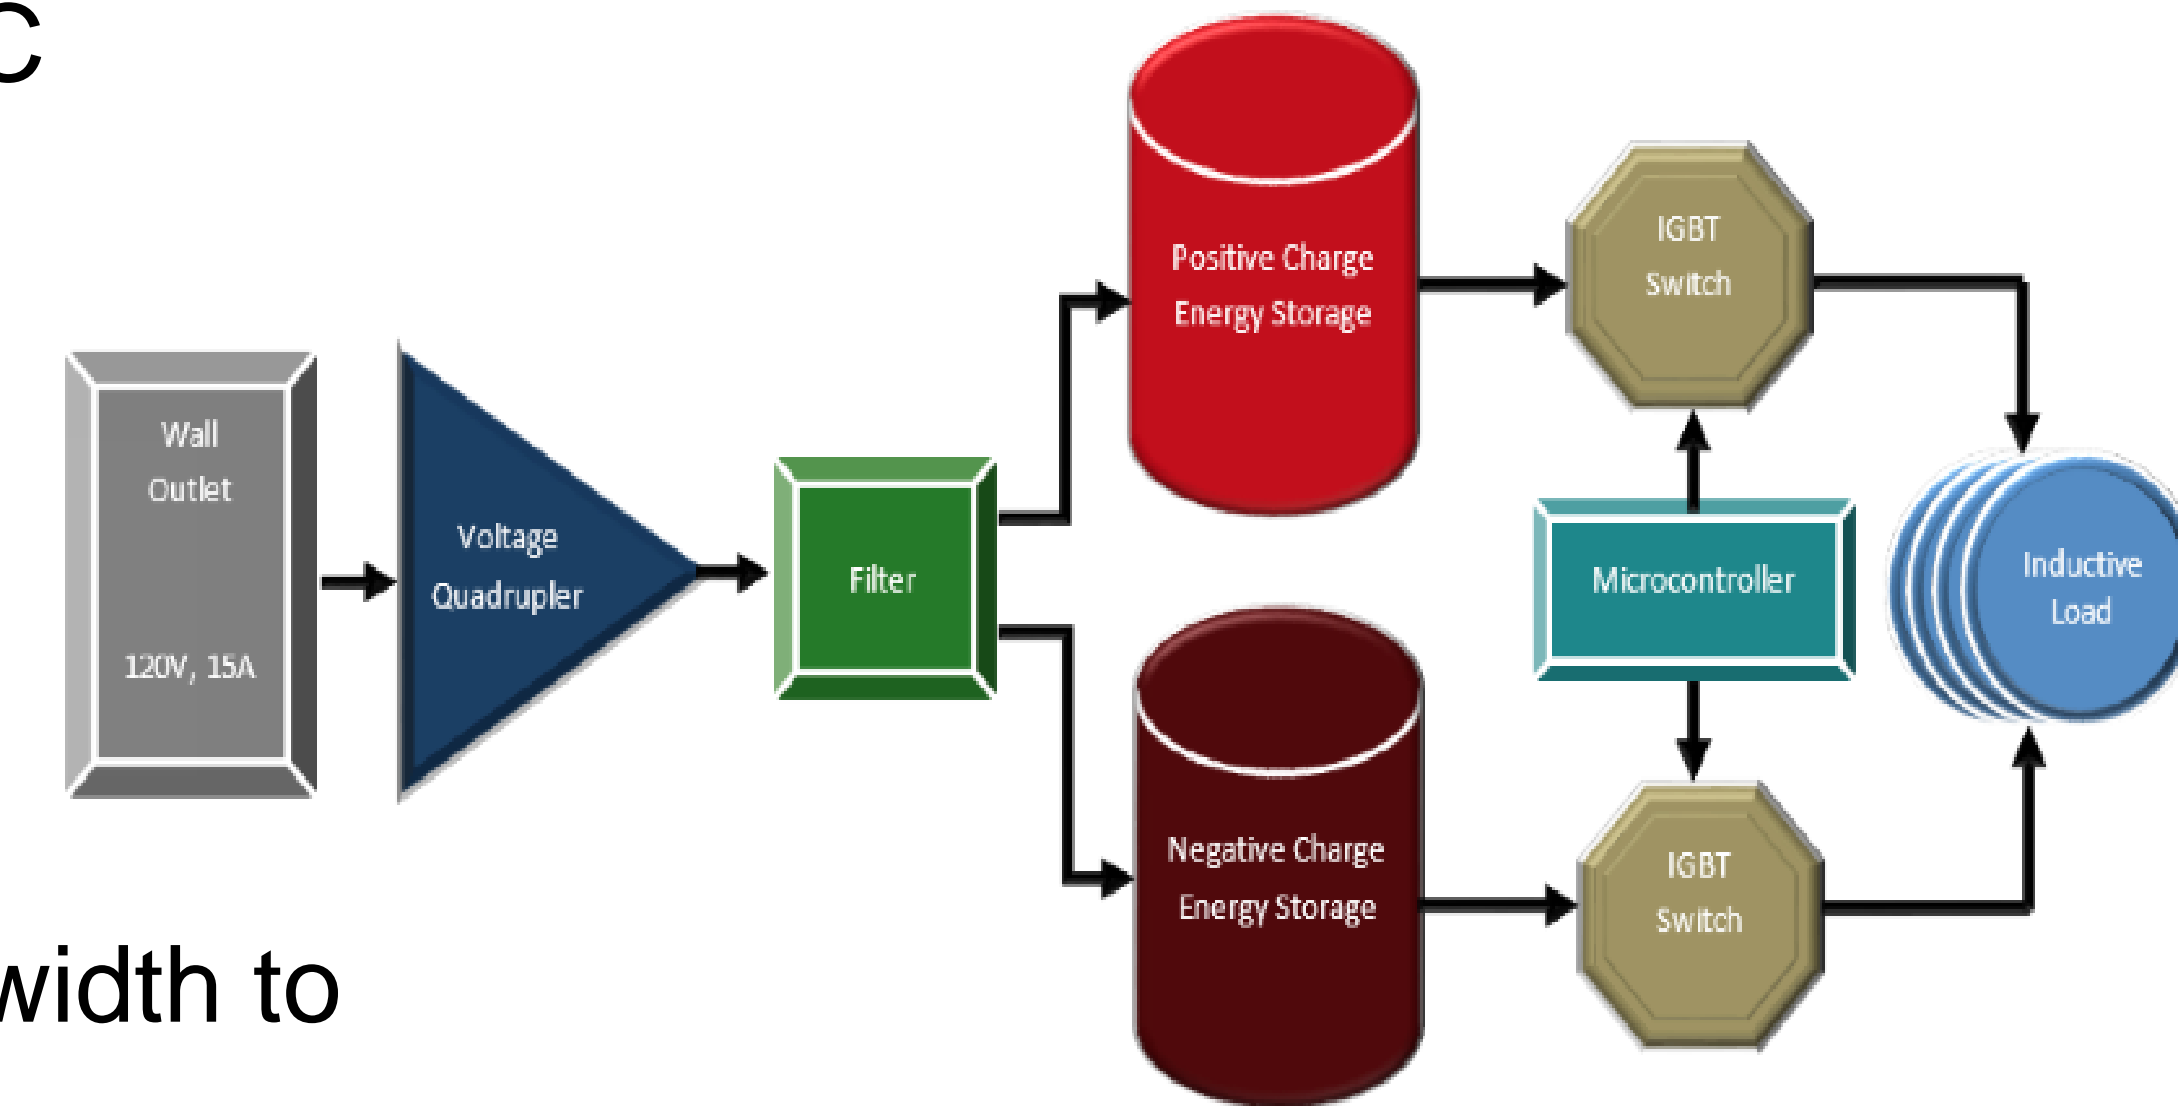 C
Wall
Outlet
120V, 15A
Voltage
Quadrupler
Filter
Positive Charge
Energy Storage
Negative Charge
Energy Storage
IGBT
Switch
Microcontroller
IGBT
Switch
Inductive
Load
width to